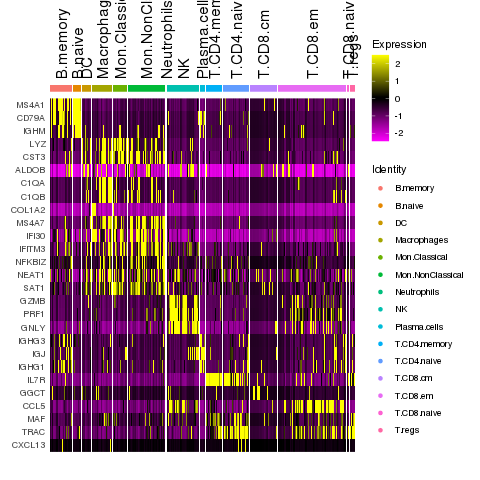 B.memory
B.naive
DC
Macrophag
Mon.Classic
Mon.NonCl
Neutrophils
NK
Plasma.cell
T.CD4.mem
T.CD4.naiv
T.CD8.cm
T.CD8.em
T.CD8.naive
T.regs
MS4A1
CD79A
IGHM
LYZ
CST3
ALDOB
C1QA
C1QB
COL1A2
MS4A7
IFI30
IFITM3
NFKBIZ
NEAT1
SAT1
GZMB
PRF1
GNLY
IGHG3
IGJ
IGHG1
IL7R
GGCT
CCL5
MAF
TRAC
CXCL13
Expression
2
1
0
-1
-2
Identity
B.memory
B.naive
DC
Macrophages
Mon.Classical
Mon.NonClassical
Neutrophils
NK
Plasma.cells
T.CD4.memory
T.CD4.naive
T.CD8.cm
T.CD8.em
T.CD8.naive
T.regs